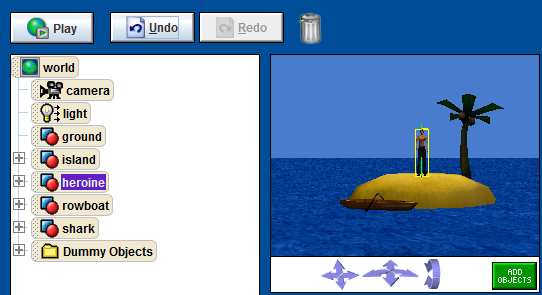 Play
Undo
Redo
world
camera
light
ground
island
heroine
rowboat
shark
Dummy Objects
ADD
OBJECTS